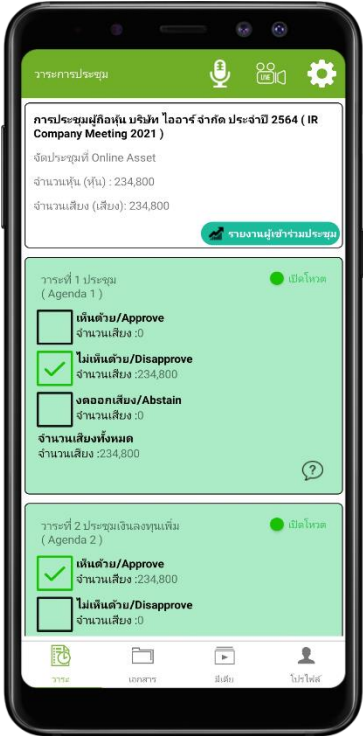 วาระการประชุม
LIVE
การประชุมผู้ถือหุ้น บริษัท ไออาร์ จำกัด ประจำปี 2564 ( IR
Company Meeting 2021 )
จัดประชุมที่ Online Asset
จำนวนหุ้น (หุ้น) : 234,800
จำนวนเสียง (เสียง): 234,800
รายงานผู้เข้าร่วมประชุม
วาระที่ 1 ประชุม
( Agenda 1 )
เปิดโหวต
เห็นด้วย/Approve
จำนวนเสียง :0
ไม่เห็นด้วย/Disapprove
จำนวนเสียง :234,800
งดออกเสียง/Abstain
จำนวนเสียง :0
จำนวนเสียงทั้งหมด
จำนวนเสียง :234,800
?
วาระที่ 2 ประชุมเงินลงทุนเพิ่ม
( Agenda 2 )
เปิดโหวต
เห็นด้วย/Approve
จำนวนเสียง :234,800
ไม่เห็นด้วย/Disapprove
จำนวนเสียง :0
วาระ
เอกสาร
มีเดีย
โปรไฟล์